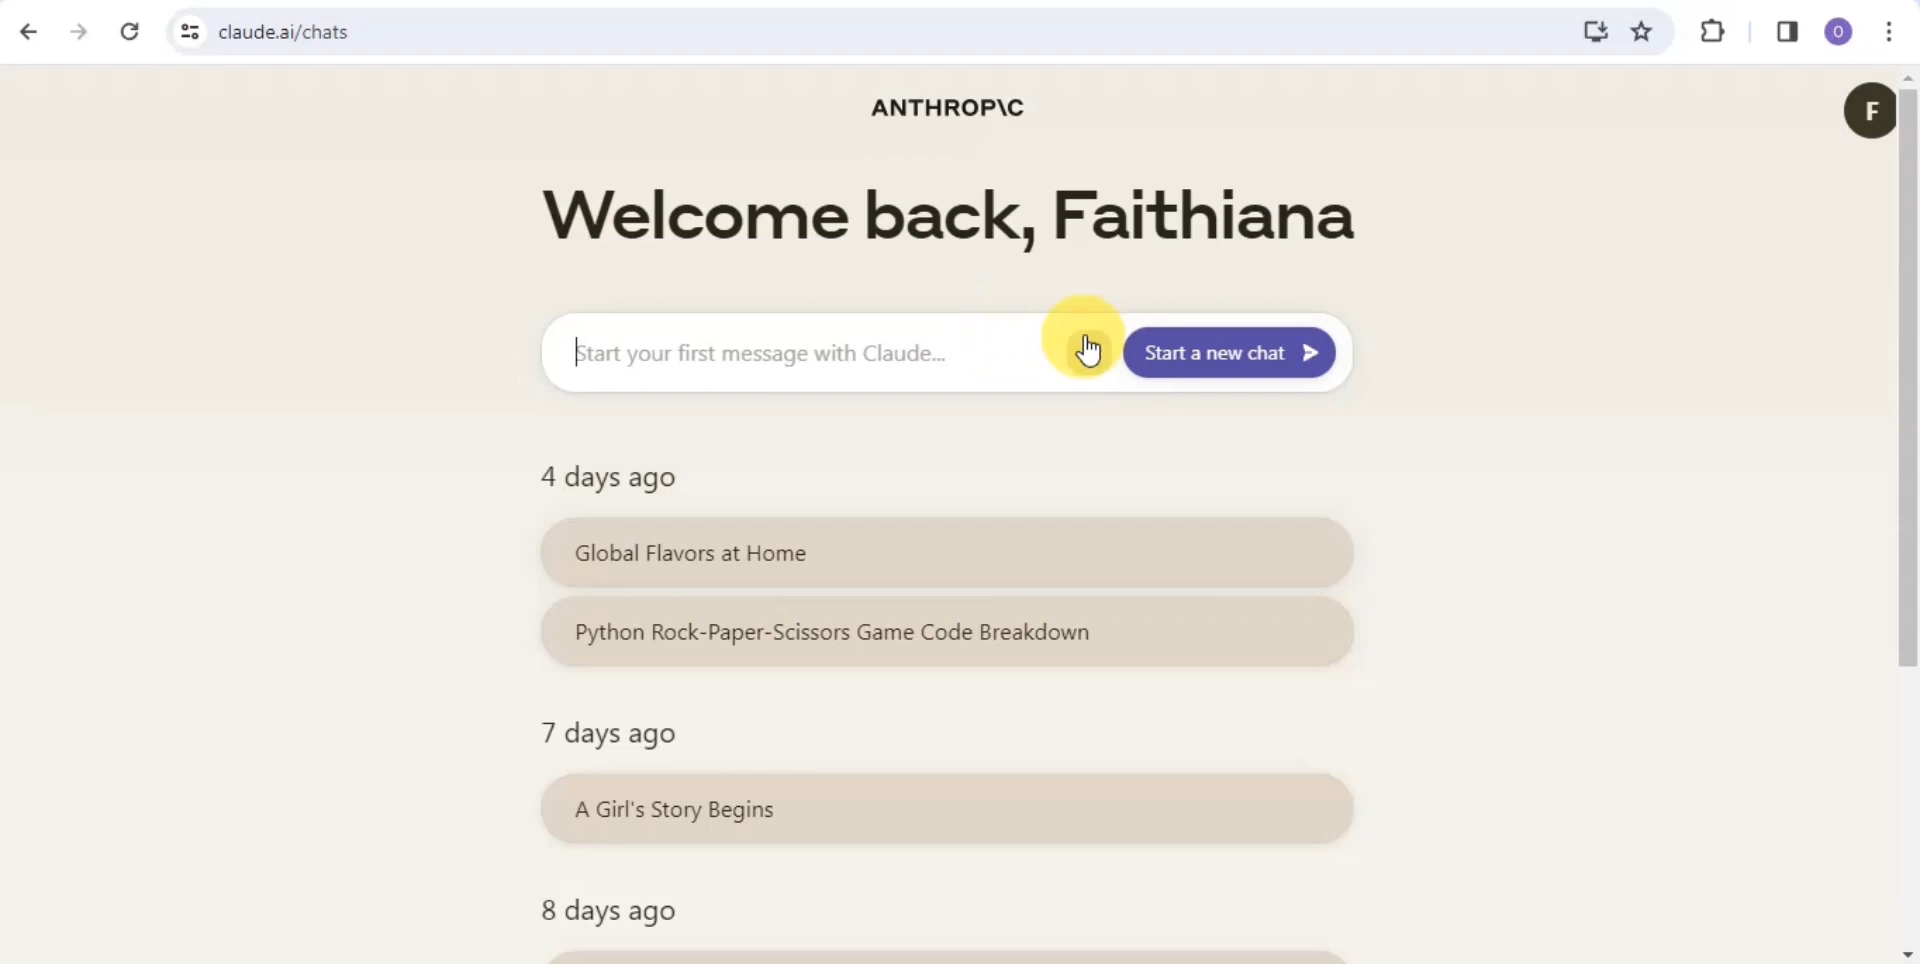 claude.ai/chats
O
ANTHROP\C
F
Welcome back, Faithiana
Start your first message with Claude...
Start a new chat
4 days ago
Global Flavors at Home
Python Rock-Paper-Scissors Game Code Breakdown
7 days ago
A Girl's Story Begins
8 days ago